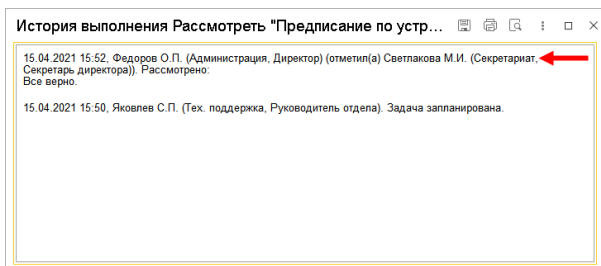 История выполнения Рассмотреть "Предписание по устр...
15.04.2021 15:52, Федоров О.П. (Администрация, Директор) (отметил(а) Светлакова М.И. (Секретариат,
Секретарь директора)). Рассмотрено:
Все верно.
15.04.2021 15:50, Яковлев С.П. (Тех. поддержка, Руководитель отдела). Задача запланирована.